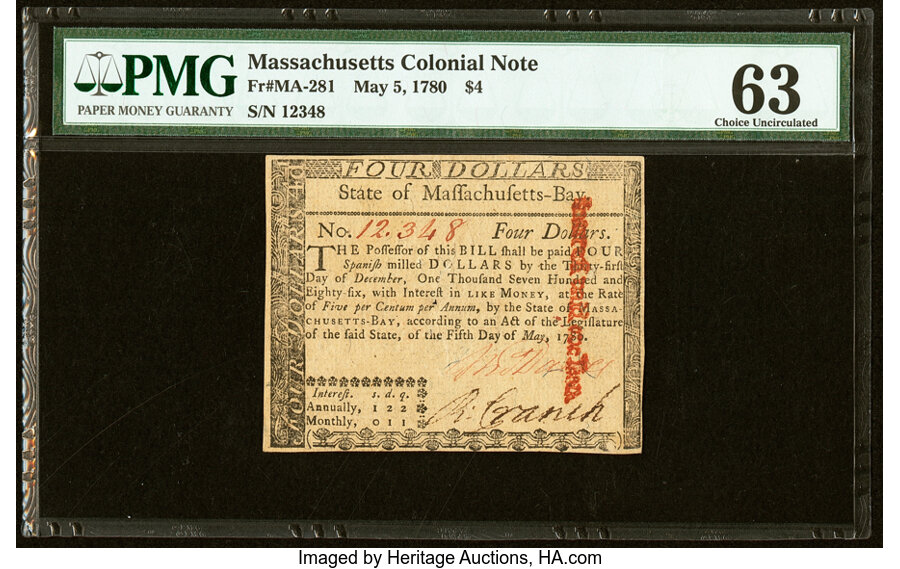 PMG
PAPER MONEY GUARANTY
Massachusetts Colonial Note
Fr#MA-281 May 5, 1780 $4
S/N 12348
63
Choice Uncirculated
FOUR DOLLARS
FOUR DOLLARS
State of Maſſachuſetts-Bay.
No. 12.348 Four Dollars.
THE Poſſeſſor of this BILL ſhall be paid FOUR
Spaniſh milled DOLLARS by the Thirty-firſt
Day of December, One Thouſand Seven Hundred and
Eighty-ſix, with Intereſt in LIKE MONEY, at the Rate
of Five per Centum per Annum, by the State of MASSA-
CHUSETTS-BAY, according to an Act of the Legiſlature
of the ſaid State, of the Fifth Day of May, 1780.
Intereſt. s. d. q.
Annually, 1 2 2
Monthly, 0 1 1
R: Cranch
Imaged by Heritage Auctions, HA.com